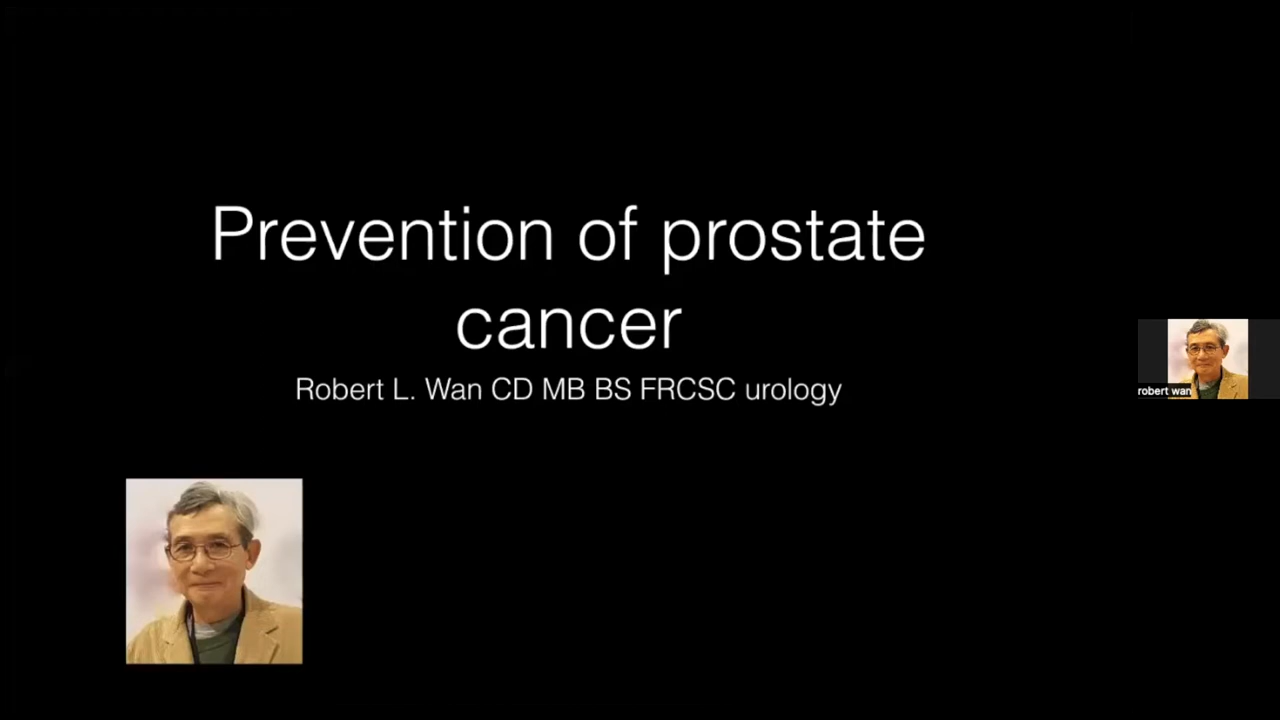 Prevention of prostate
cancer
Robert L. Wan CD MB BS FRCSC urology
robert wan